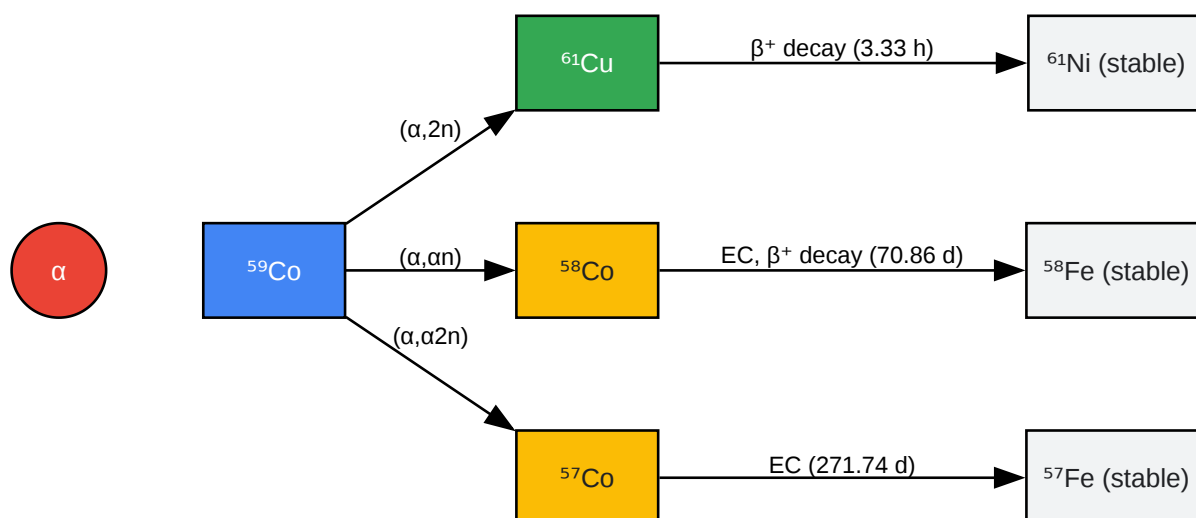 ⁶¹Cu
β⁺ decay (3.33 h)
⁶¹Ni (stable)
(α,2n)
α
⁵⁹Co
(α,αn)
⁵⁸Co
EC, β⁺ decay (70.86 d)
⁵⁸Fe (stable)
(α,α2n)
⁵⁷Co
EC (271.74 d)
⁵⁷Fe (stable)